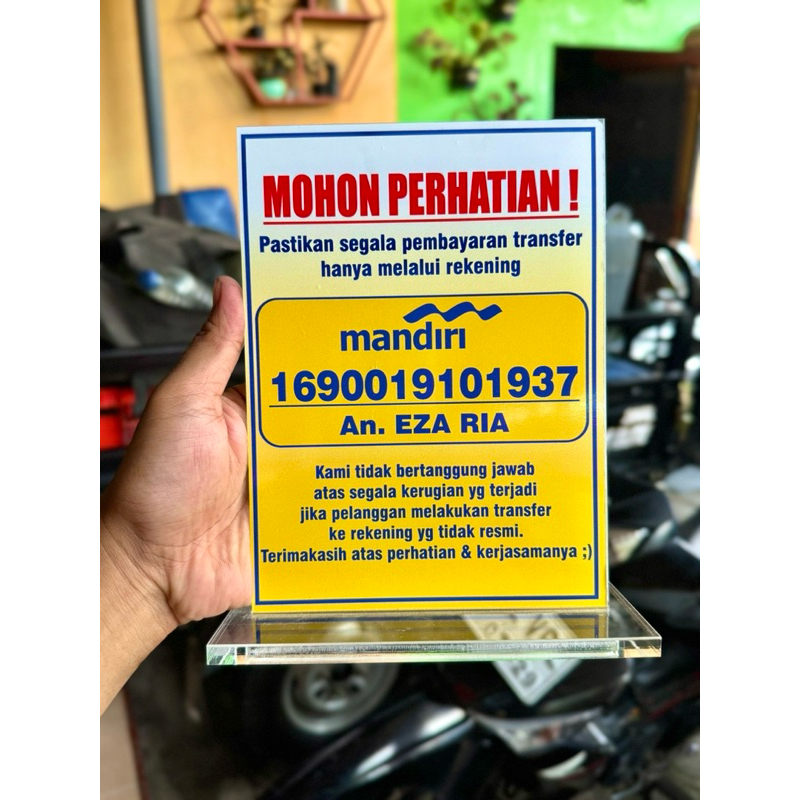 MOHON PERHATIAN !
Pastikan segala pembayaran transfer
hanya melalui rekening
mandiri
1690019101937
An. EZA RIA
Kami tidak bertanggung jawab
atas segala kerugian yg terjadi
jika pelanggan melakukan transfer
ke rekening yg tidak resmi.
Terimakasih atas perhatian & kerjasamanya ;)